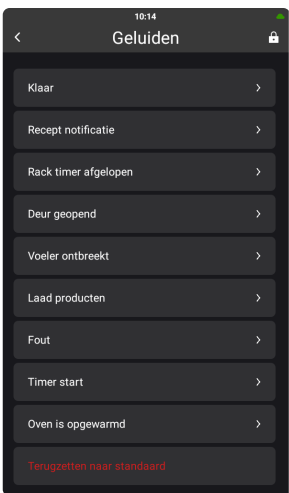 10:14
Geluiden
Klaar
Recept notificatie
Rack timer afgelopen
Deur geopend
Voeler ontbreekt
Laad producten
Fout
Timer start
Oven is opgewarmd
Terugzetten naar standaard